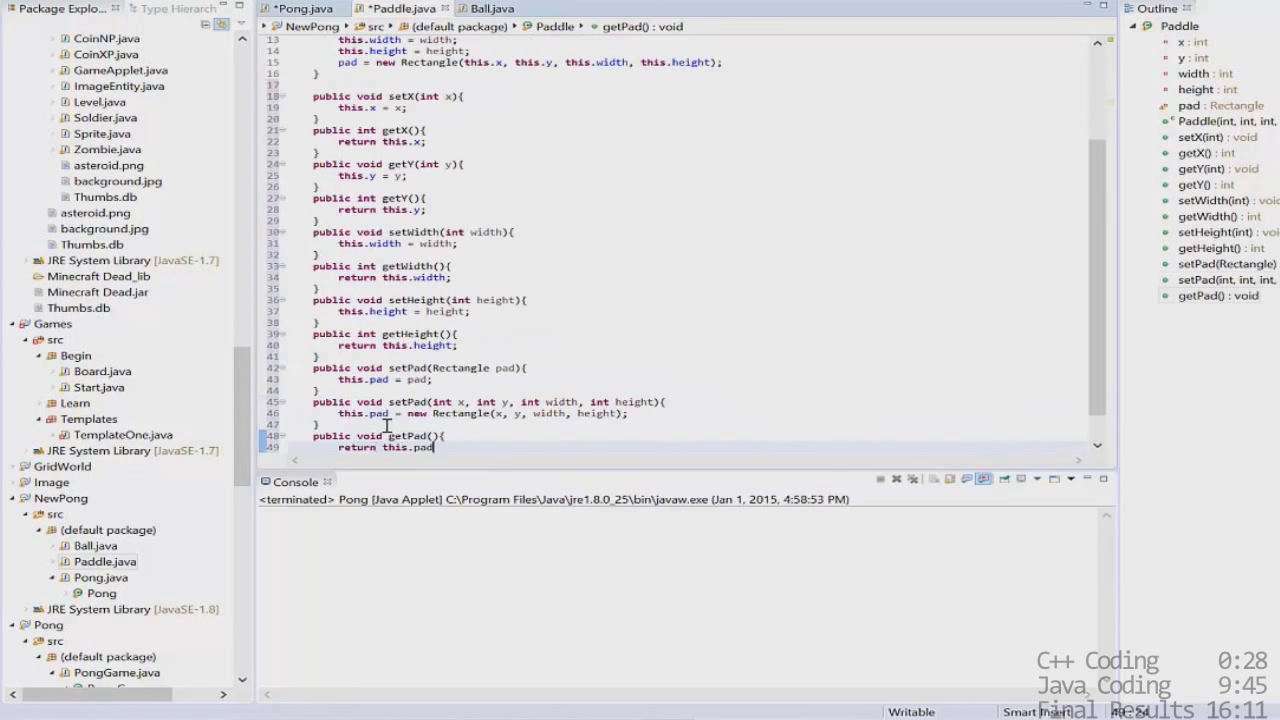 Package Explo...
Type Hierarch
*Pong.java
*Paddle.java
Ball.java
Outline
NewPong
src
(default package)
Paddle
getPad() : void
CoinNP.java
CoinXP.java
GameApplet.java
ImageEntity.java
Level.java
Soldier.java
Sprite.java
Zombie.java
asteroid.png
background.jpg
Thumbs.db
asteroid.png
background.jpg
Thumbs.db
JRE System Library [JavaSE-1.7]
Minecraft Dead_lib
Minecraft Dead.jar
Thumbs.db
Games
src
Begin
Board.java
Start.java
Learn
Templates
TemplateOne.java
JRE System Library [JavaSE-1.7]
GridWorld
Image
NewPong
src
(default package)
Ball.java
Paddle.java
Pong.java
Pong
JRE System Library [JavaSE-1.8]
Pong
src
(default package)
PongGame.java
13 this.width = width;
14 this.height = height;
15 pad = new Rectangle(this.x, this.y, this.width, this.height);
16 }
17
18 public void setX(int x){
19 this.x = x;
20 }
21 public int getX(){
22 return this.x;
23 }
24 public void getY(int y){
25 this.y = y;
26 }
27 public int getY(){
28 return this.y;
29 }
30 public void setWidth(int width){
31 this.width = width;
32 }
33 public int getWidth(){
34 return this.width;
35 }
36 public void setHeight(int height){
37 this.height = height;
38 }
39 public int getHeight(){
40 return this.height;
41 }
42 public void setPad(Rectangle pad){
43 this.pad = pad;
44 }
45 public void setPad(int x, int y, int width, int height){
46 this.pad = new Rectangle(x, y, width, height);
47 }
48 public void getPad(){
49 return this.pad
Paddle
x : int
y : int
width : int
height : int
pad : Rectangle
Paddle(int, int, int,
setX(int) : void
getX() : int
getY(int) : void
getY() : int
setWidth(int) : voi
getWidth() : int
setHeight(int) : voi
getHeight() : int
setPad(Rectangle)
setPad(int, int, int,
getPad() : void
Console
<terminated> Pong [Java Applet] C:\Program Files\Java\jre1.8.0_25\bin\javaw.exe (Jan 1, 2015, 4:58:53 PM)
C++ Coding 0:28
Java Coding 9:45
Final Results 16:11
Writable
Smart Insert